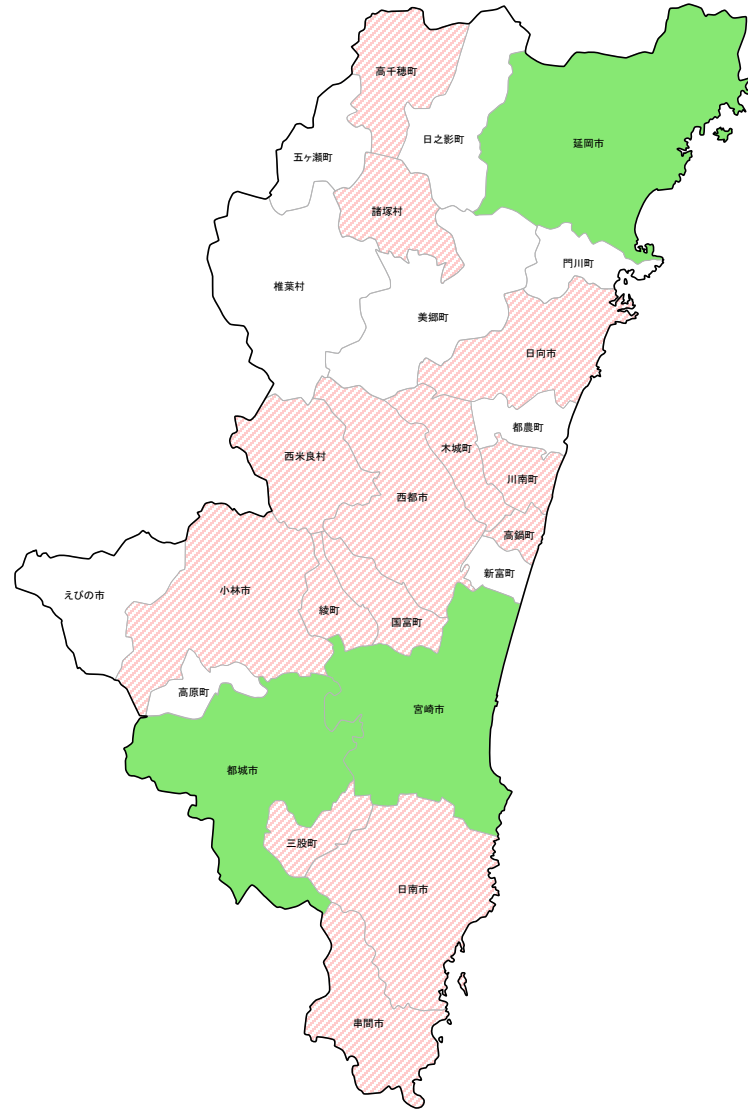 高千穂町
日之影町
延岡市
五ヶ瀬町
諸塚村
門川町
椎葉村
美郷町
日向市
都農町
木城町
西米良村
川南町
西都市
高鍋町
新富町
小林市
えびの市
綾町
国富町
高原町
宮崎市
都城市
三股町
日南市
串間市